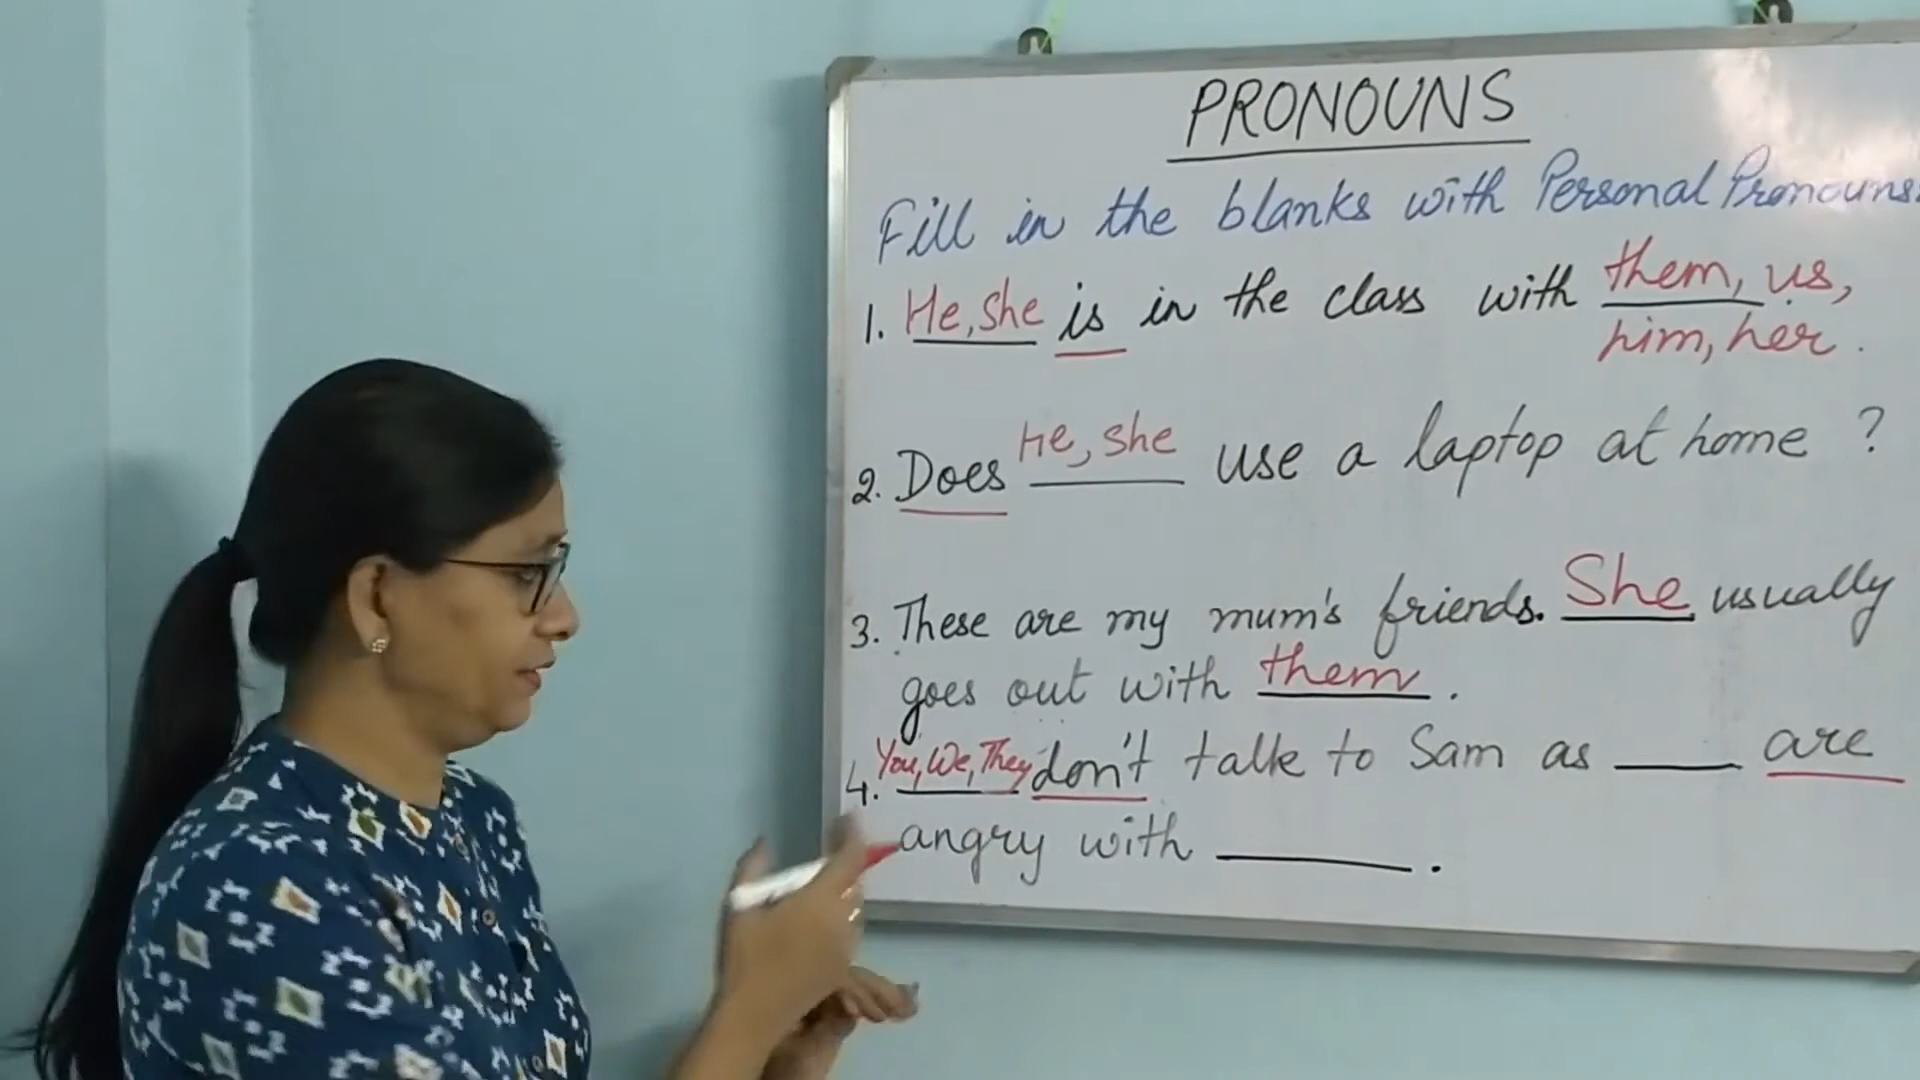 PRONOUNS
Fill in the blanks with Personal Pronouns.
1. He, She is in the class with them, us,
him, her.
2. Does He, She use a laptop at home ?
3. These are my mum's friends. She usually
goes out with them.
4. You, We, They don't talk to Sam as ____ are
angry with ____.